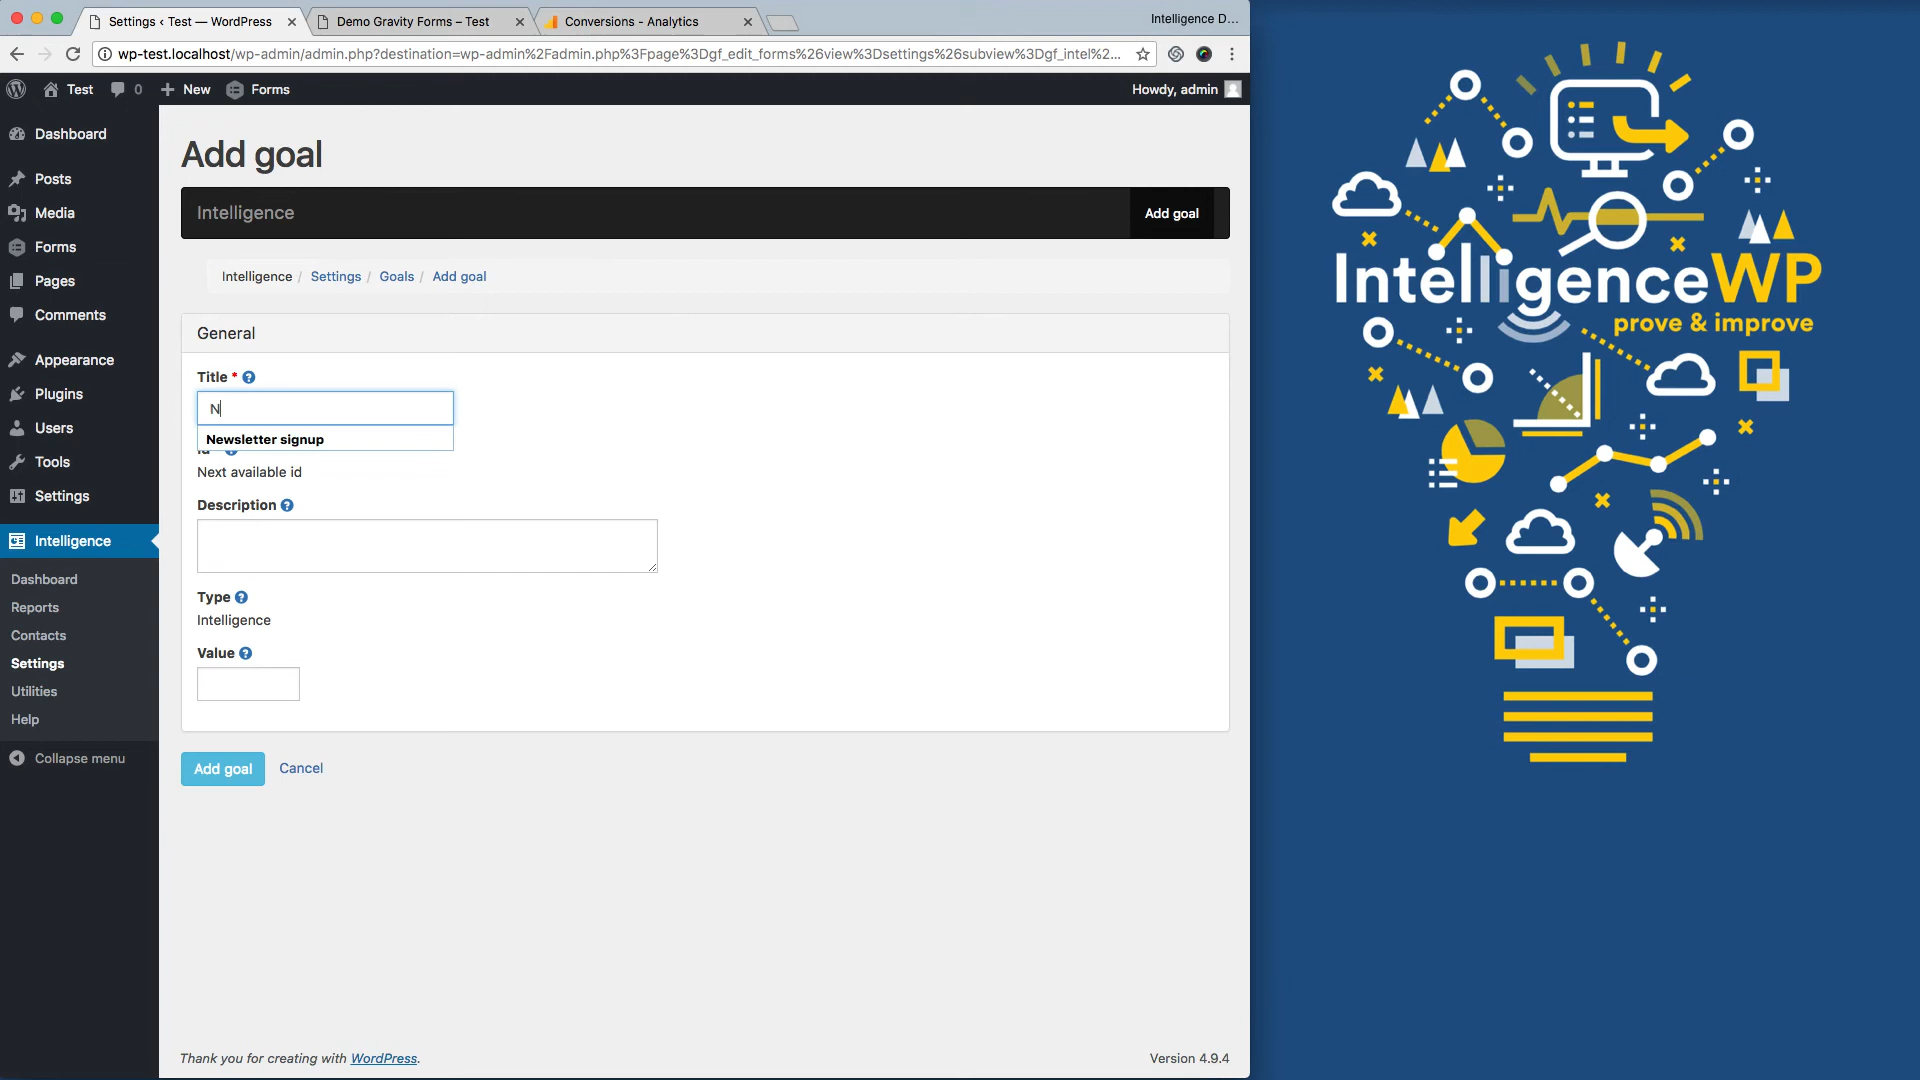 Settings ‹ Test — WordPress
Demo Gravity Forms – Test
Conversions - Analytics
Intelligence D...
wp-test.localhost/wp-admin/admin.php?destination=wp-admin%2Fadmin.php%3Fpage%3Dgf_edit_forms%26view%3Dsettings%26subview%3Dgf_intel%2...
Test
0
New
Forms
Howdy, admin
Dashboard
Posts
Media
Forms
Pages
Comments
Appearance
Plugins
Users
Tools
Settings
Intelligence
Dashboard
Reports
Contacts
Settings
Utilities
Help
Collapse menu
Add goal
Intelligence
Add goal
Intelligence / Settings / Goals / Add goal
General
Title *
N
Newsletter signup
Next available id
Description
Type
Intelligence
Value
Add goal
Cancel
Thank you for creating with WordPress.
Version 4.9.4
IntelligenceWP
prove & improve